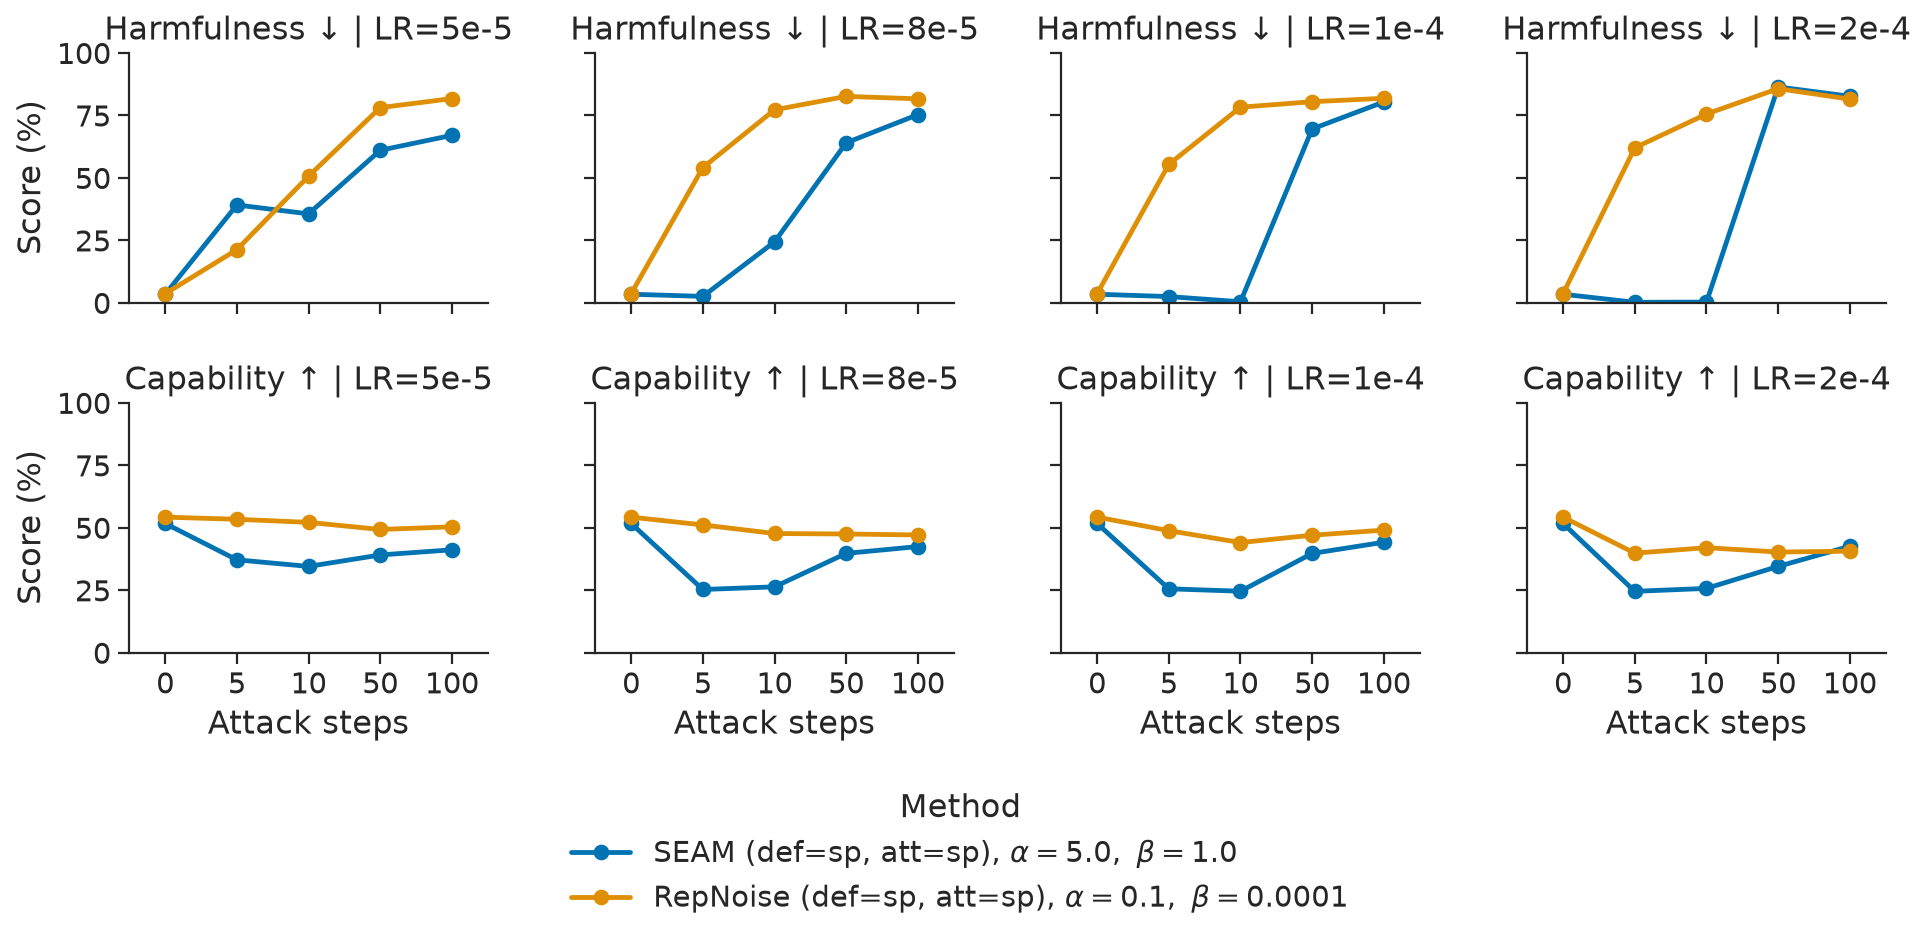 Harmfulness ↓ | LR=5e-5
Harmfulness ↓ | LR=8e-5
Harmfulness ↓ | LR=1e-4
Harmfulness ↓ | LR=2e-4
Score (%)
100
75
50
25
0
Capability ↑ | LR=5e-5
Capability ↑ | LR=8e-5
Capability ↑ | LR=1e-4
Capability ↑ | LR=2e-4
Score (%)
100
75
50
25
0
0 5 10 50 100
0 5 10 50 100
0 5 10 50 100
0 5 10 50 100
Attack steps
Attack steps
Attack steps
Attack steps
Method
SEAM (def=sp, att=sp), α = 5.0, β = 1.0
RepNoise (def=sp, att=sp), α = 0.1, β = 0.0001